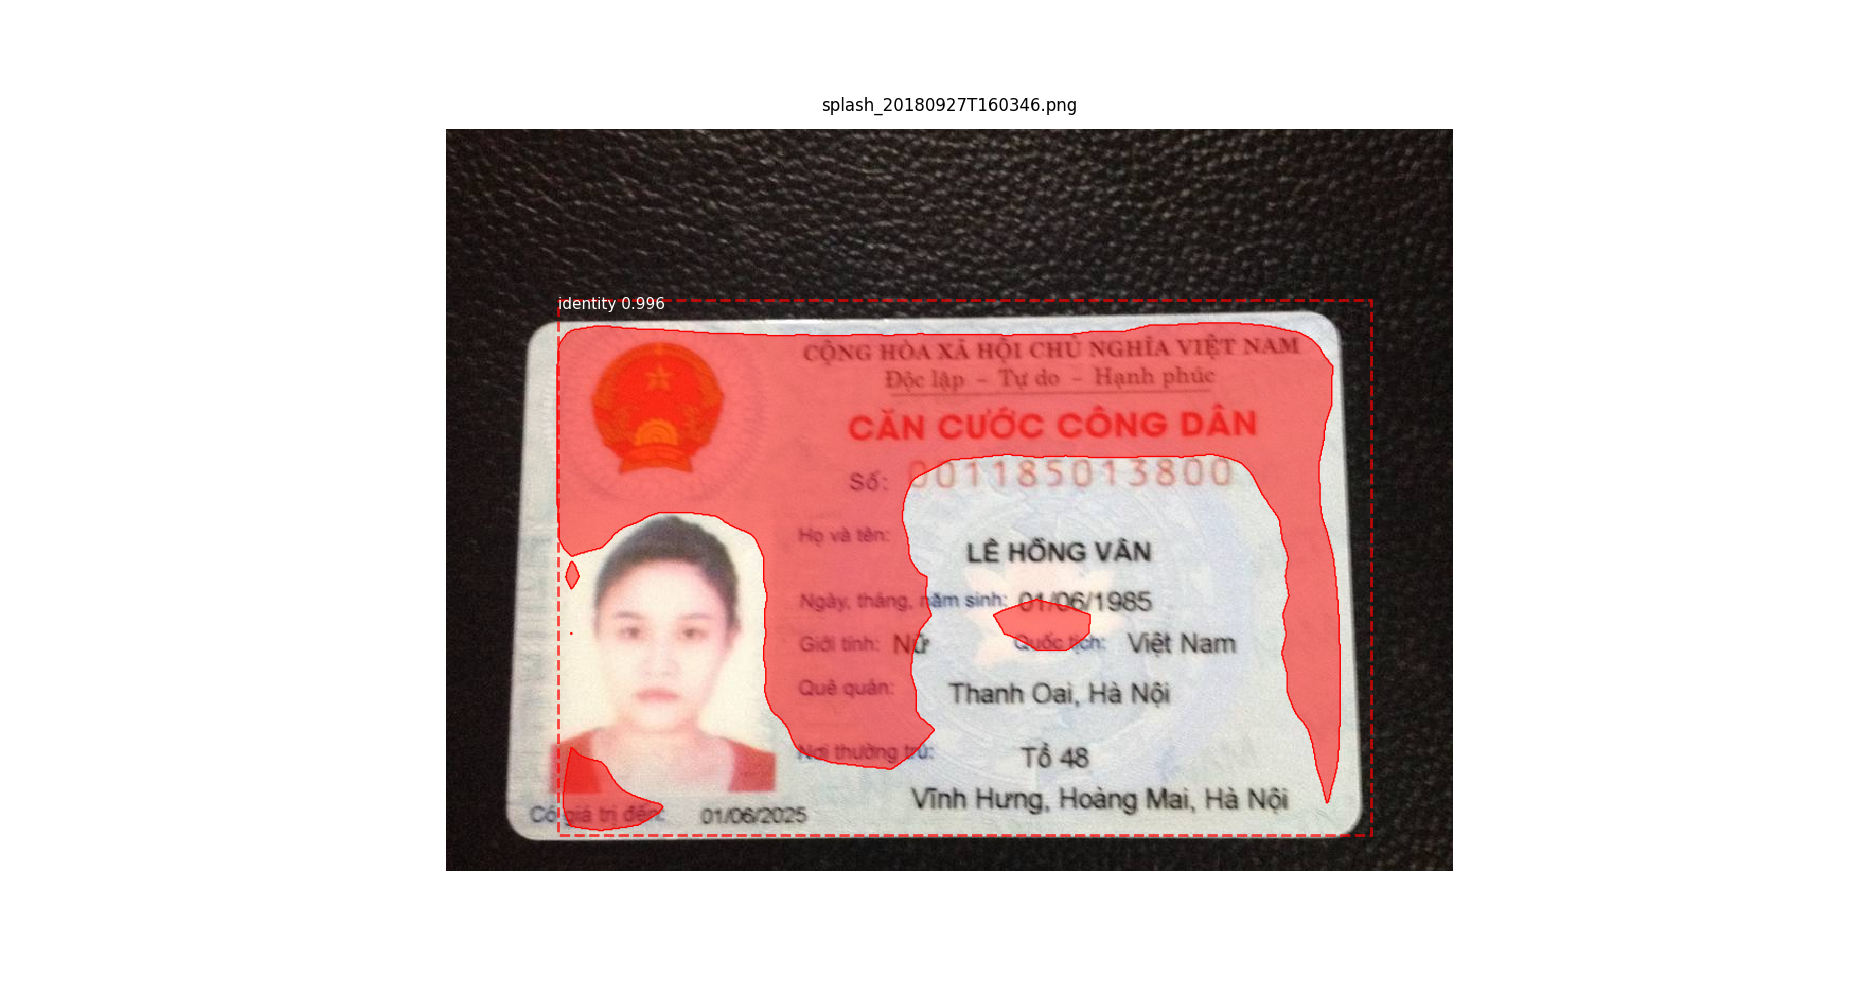 splash_20180927T160346.png
identity 0.996
CỘNG HÒA XÃ HỘI CHỦ NGHĨA VIỆT NAM
Độc lập – Tự do – Hạnh phúc
CĂN CƯỚC CÔNG DÂN
Số: 001185013800
Họ và tên:
LÊ HỒNG VÂN
Ngày, tháng, năm sinh: 01/06/1985
Giới tính: Nữ Quốc tịch: Việt Nam
Quê quán: Thanh Oai, Hà Nội
Nơi thường trú: Tổ 48
Vĩnh Hưng, Hoàng Mai, Hà Nội
Có giá trị đến: 01/06/2025